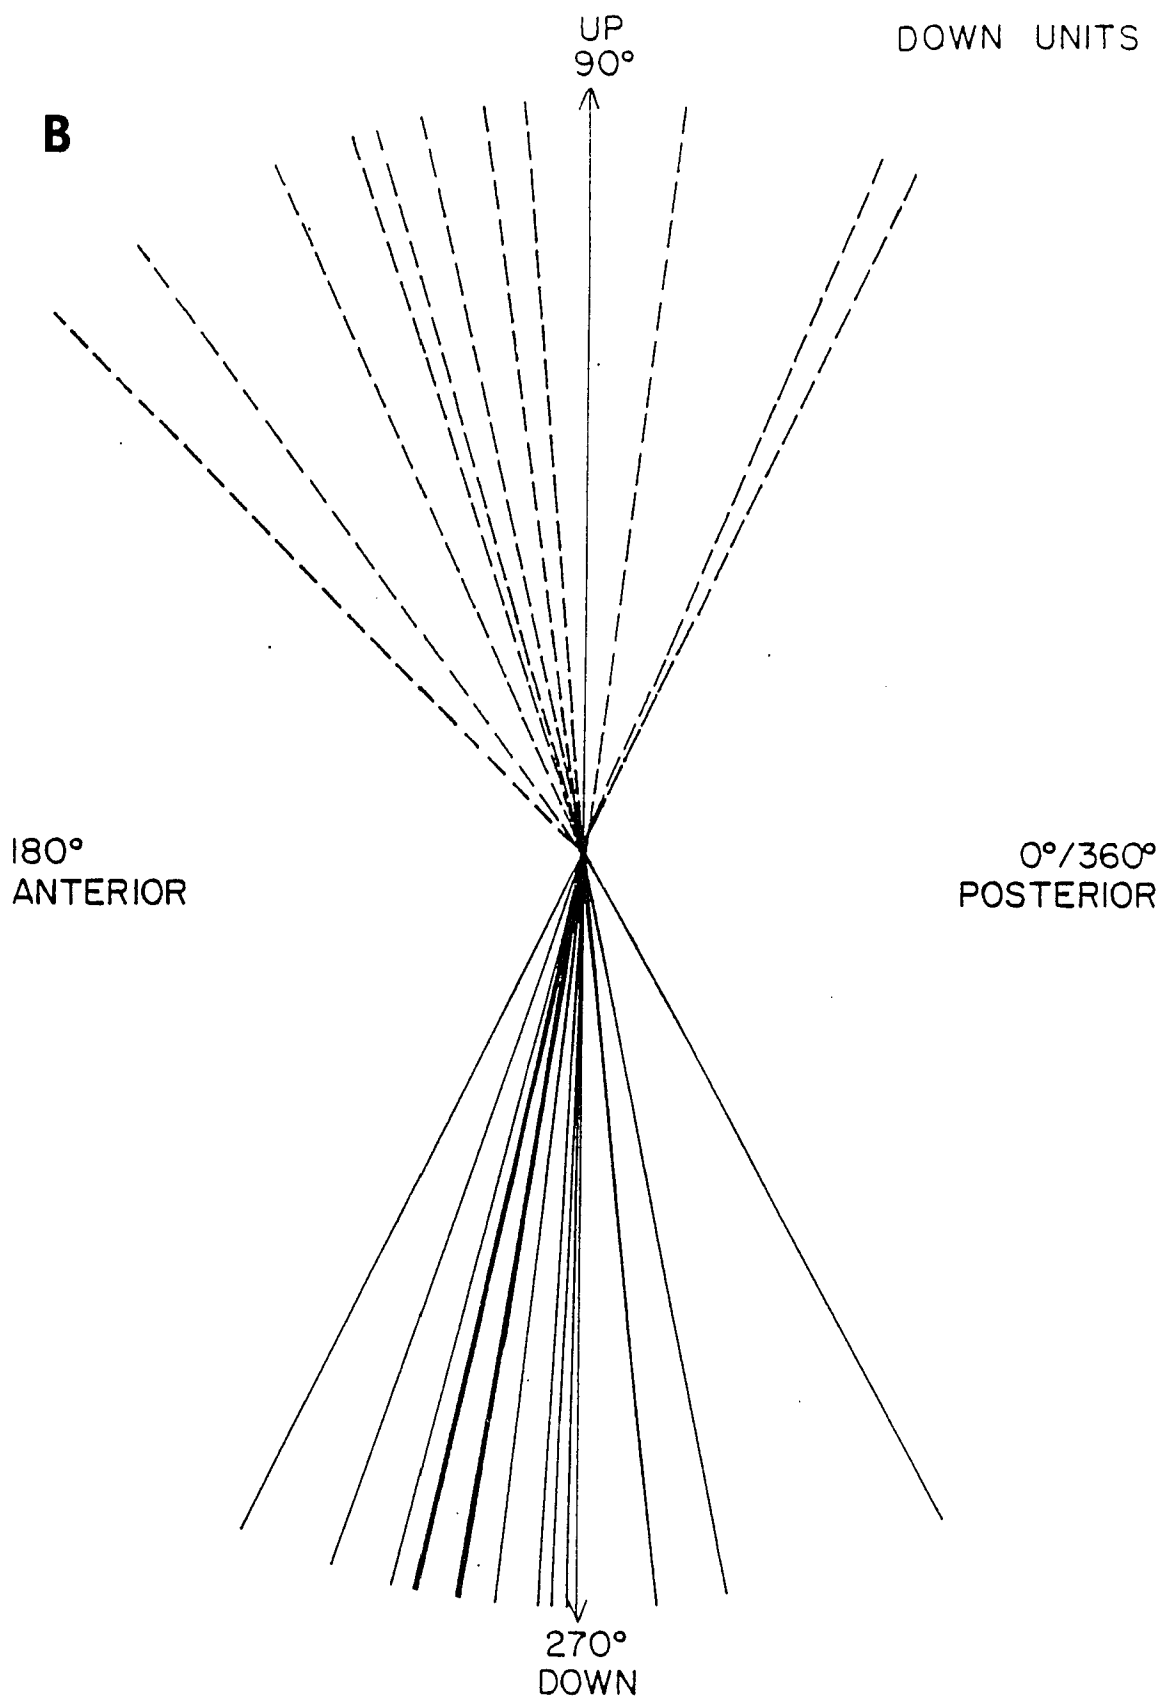 UP
90°
DOWN UNITS
B
180°
ANTERIOR
0°/360°
POSTERIOR
270°
DOWN